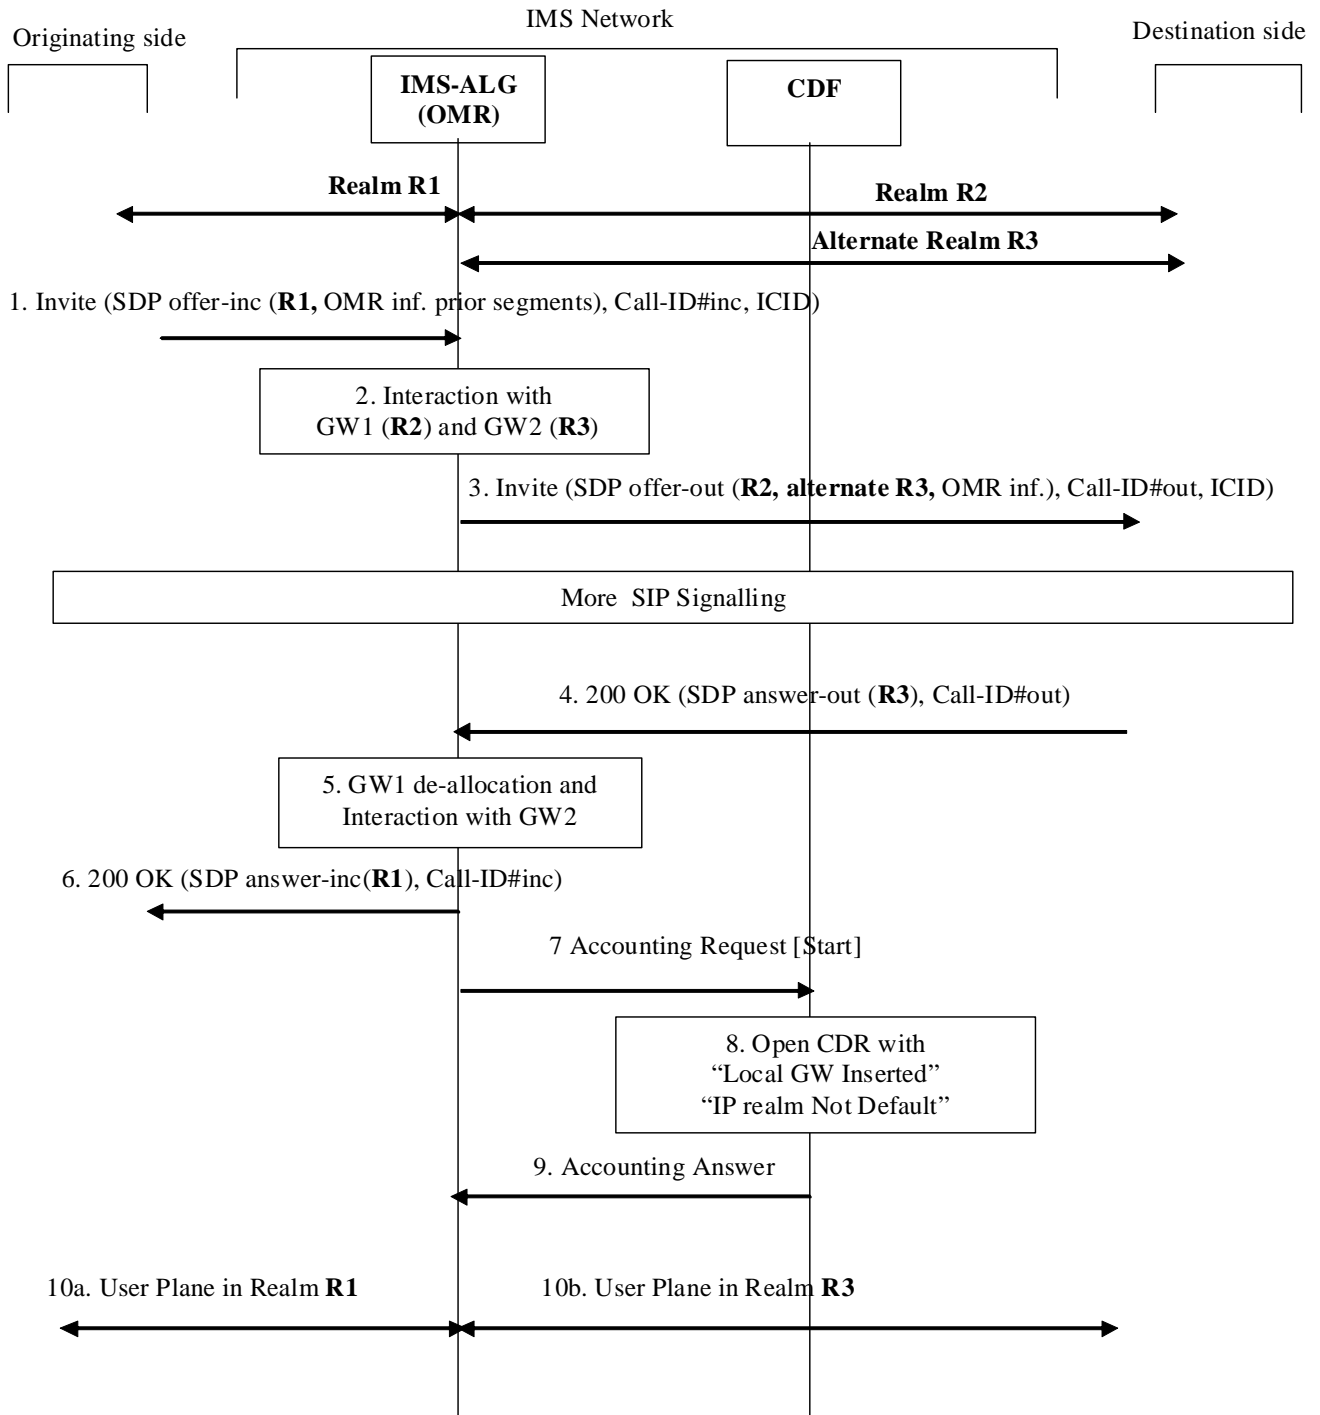 IMS Network
Originating side
Destination side
IMS-ALG
(OMR)
CDF
Realm R1
Realm R2
Alternate Realm R3
1. Invite (SDP offer-inc (R1, OMR inf. prior segments), Call-ID#inc, ICID)
2. Interaction with
GW1 (R2) and GW2 (R3)
3. Invite (SDP offer-out (R2, alternate R3, OMR inf.), Call-ID#out, ICID)
More SIP Signalling
4. 200 OK (SDP answer-out (R3), Call-ID#out)
5. GW1 de-allocation and
Interaction with GW2
6. 200 OK (SDP answer-inc(R1), Call-ID#inc)
7 Accounting Request [Start]
8. Open CDR with
“Local GW Inserted”
“IP realm Not Default”
9. Accounting Answer
10a. User Plane in Realm R1
10b. User Plane in Realm R3